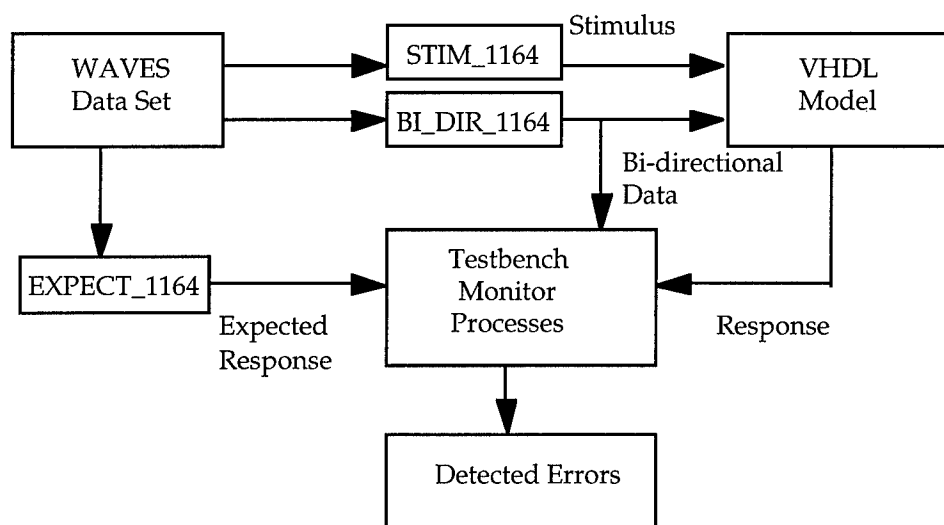 WAVES
Data Set
STIM_1164
Stimulus
VHDL
Model
BI_DIR_1164
Bi-directional
Data
EXPECT_1164
Expected
Response
Testbench
Monitor
Processes
Response
Detected Errors